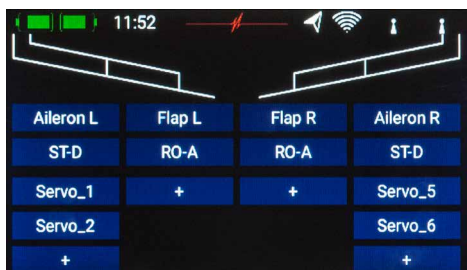 11:52
Aileron L Flap L Flap R Aileron R
ST-D RO-A RO-A ST-D
Servo_1 + + Servo_5
Servo_2 Servo_6
+ +